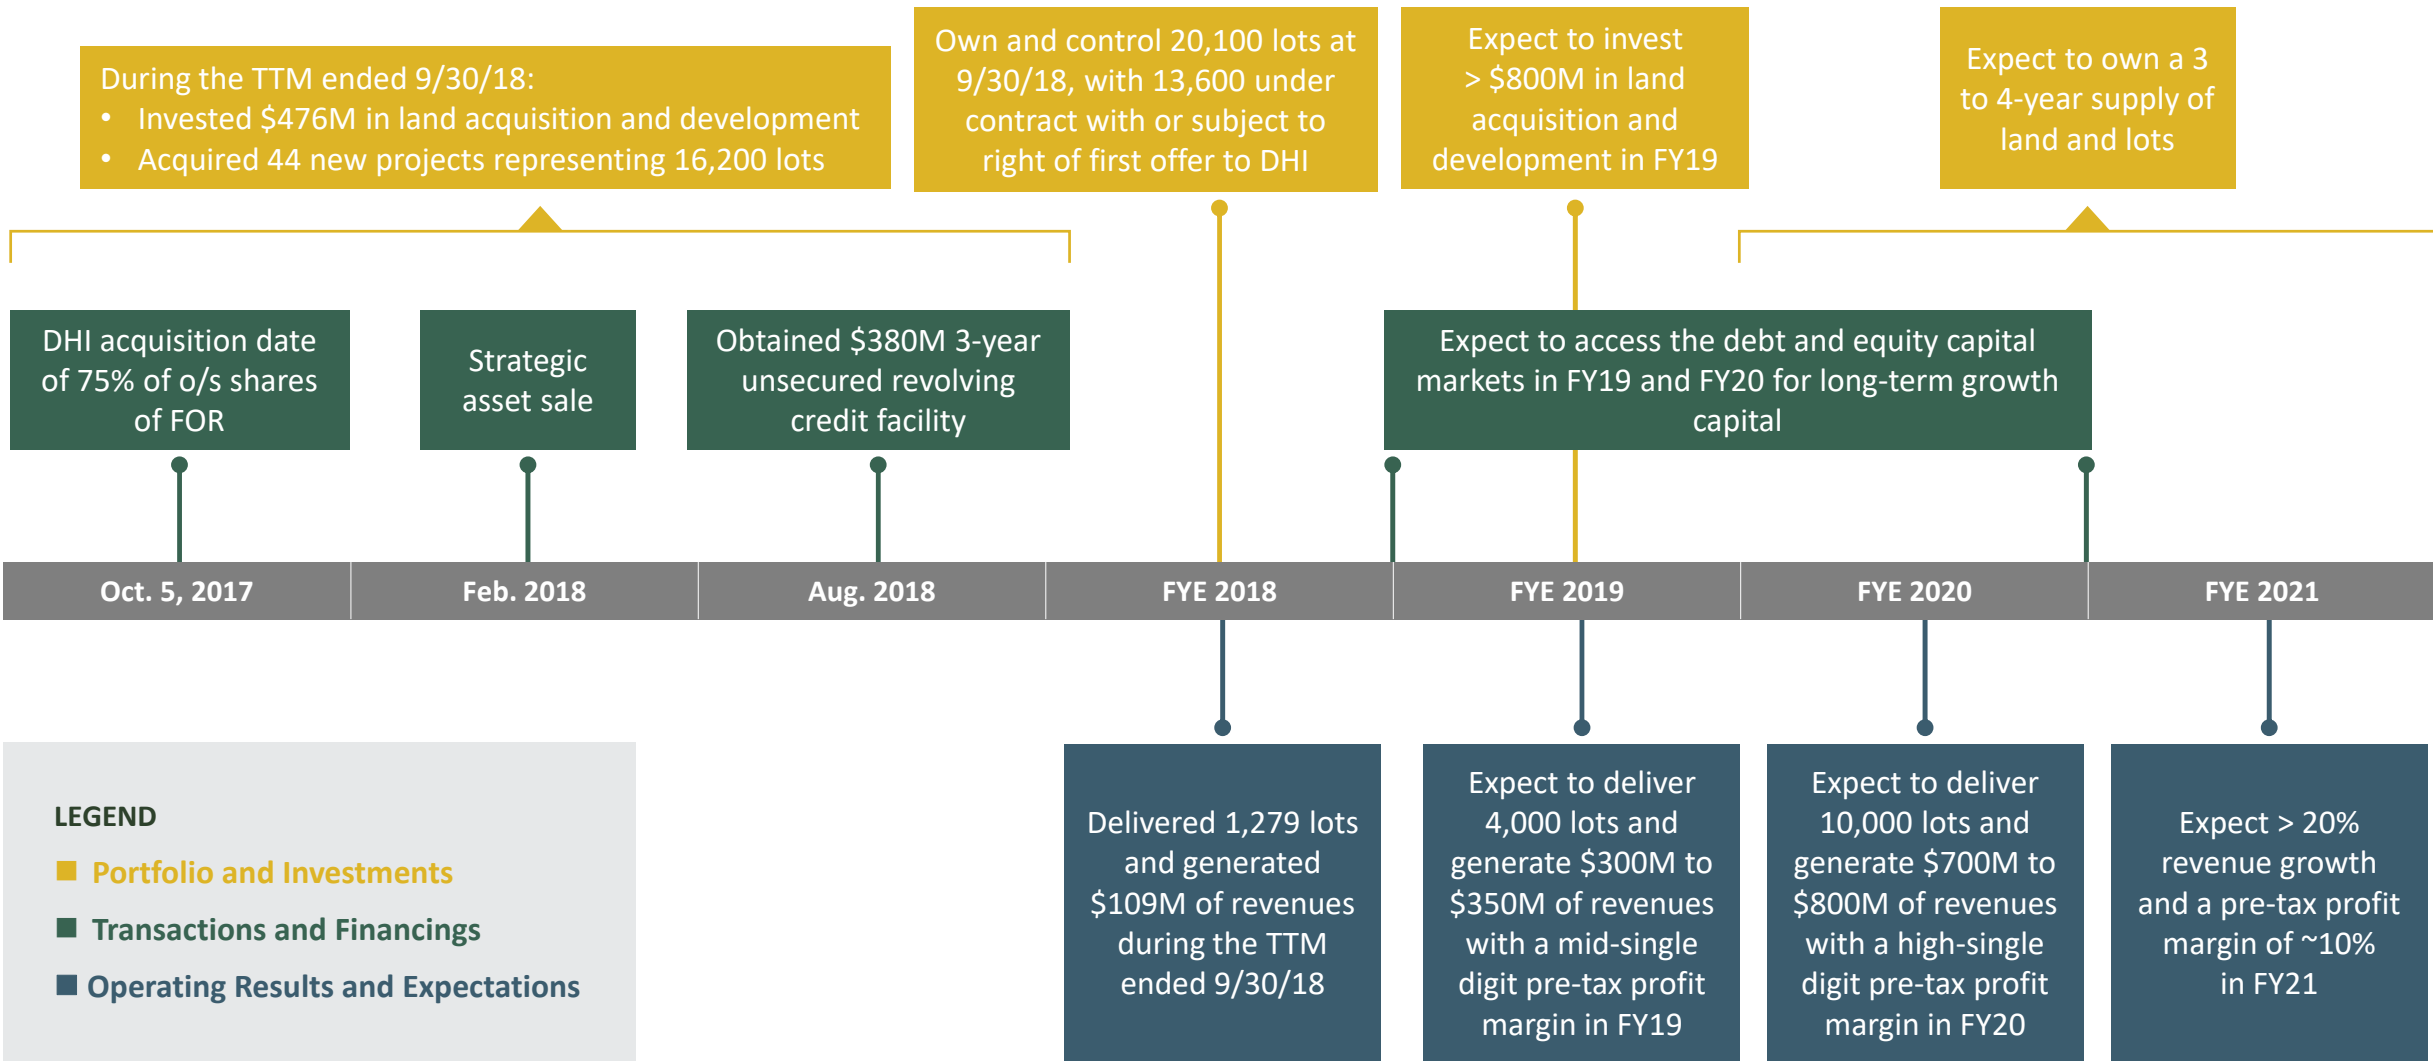 During the TTM ended 9/30/18:
• Invested $476M in land acquisition and development
• Acquired 44 new projects representing 16,200 lots
Own and control 20,100 lots at
9/30/18, with 13,600 under
contract with or subject to
right of first offer to DHI
Expect to invest
> $800M in land
acquisition and
development in FY19
Expect to own a 3
to 4-year supply of
land and lots
DHI acquisition date
of 75% of o/s shares
of FOR
Strategic
asset sale
Obtained $380M 3-year
unsecured revolving
credit facility
Expect to access the debt and equity capital
markets in FY19 and FY20 for long-term growth
capital
Oct. 5, 2017
Feb. 2018
Aug. 2018
FYE 2018
FYE 2019
FYE 2020
FYE 2021
LEGEND
Portfolio and Investments
Transactions and Financings
Operating Results and Expectations
Delivered 1,279 lots
and generated
$109M of revenues
during the TTM
ended 9/30/18
Expect to deliver
4,000 lots and
generate $300M to
$350M of revenues
with a mid-single
digit pre-tax profit
margin in FY19
Expect to deliver
10,000 lots and
generate $700M to
$800M of revenues
with a high-single
digit pre-tax profit
margin in FY20
Expect > 20%
revenue growth
and a pre-tax profit
margin of ~10%
in FY21